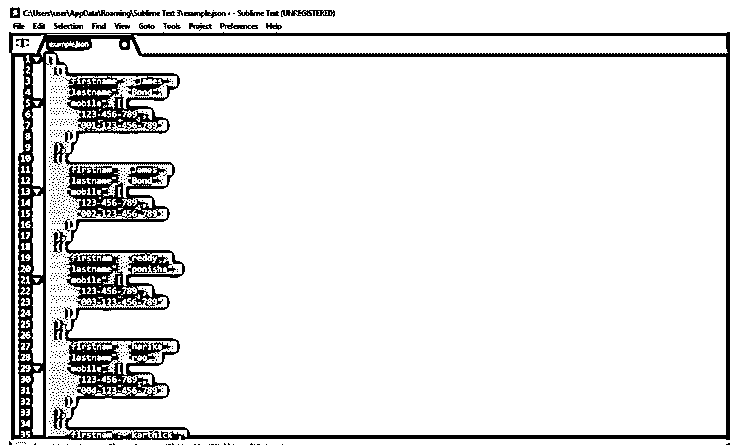 C:\Users\user\AppData\Roaming\Sublime Text 3\example.json • - Sublime Text (UNREGISTERED)
File Edit Selection Find View Goto Tools Project Preferences Help
example.json
1 [
2 {
3 "firstname": "James",
4 "lastname": "Bond",
5 "mobile": [
6 "123-456-789",
7 "001-123-456-789"
8 ]
9 },
10 {
11 "firstname": "James",
12 "lastname": "Bond",
13 "mobile": [
14 "123-456-789",
15 "002-123-456-789"
16 ]
17 },
18 {
19 "firstname": "reddy",
20 "lastname": "ponisha",
21 "mobile": [
22 "123-456-789",
23 "003-123-456-789"
24 ]
25 },
26 {
27 "firstname": "harika",
28 "lastname": "rao",
29 "mobile": [
30 "123-456-789",
31 "004-123-456-789"
32 ]
33 },
34 {
35 "firstname": "karthick",